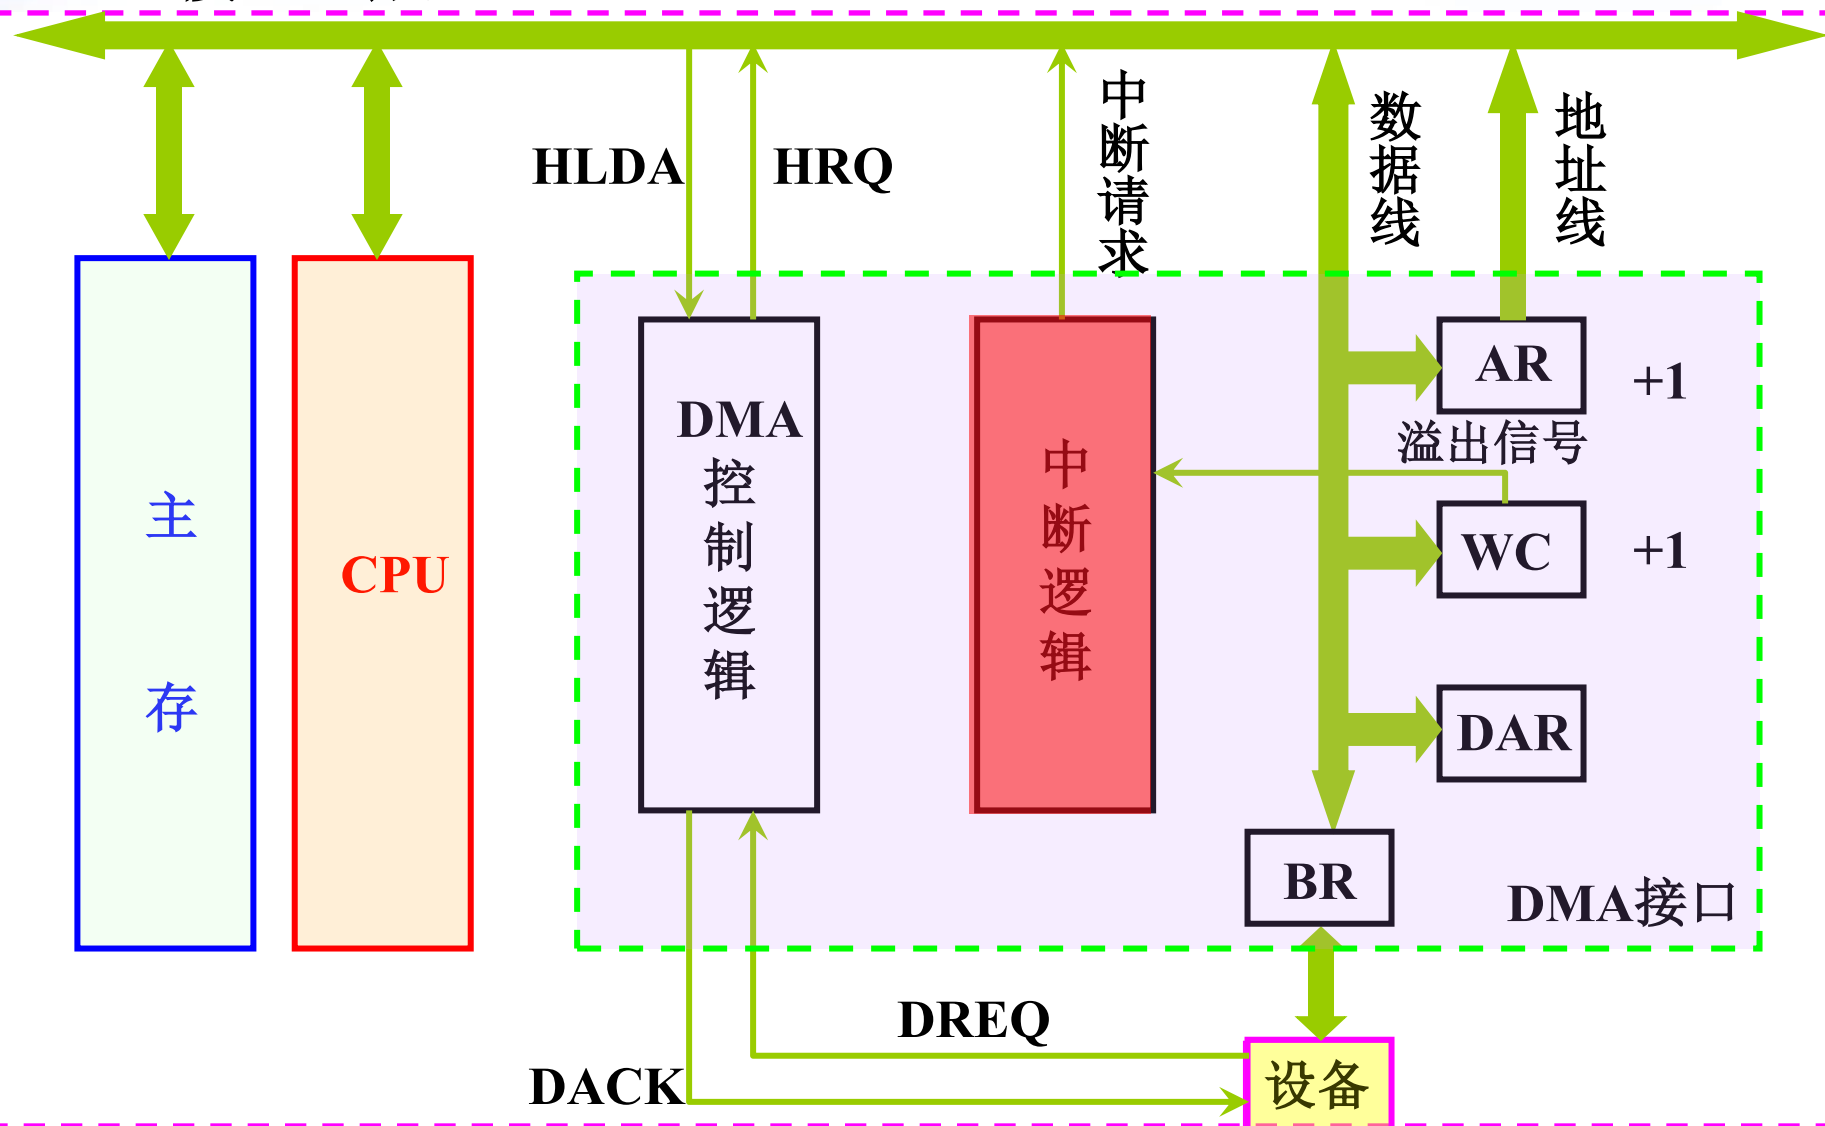 HLDA
HRQ
中断请求
数据线
地址线
主存
CPU
DMA
控制逻辑
中断逻辑
AR
+1
溢出信号
WC
+1
DAR
BR
DMA接口
DREQ
DACK
设备